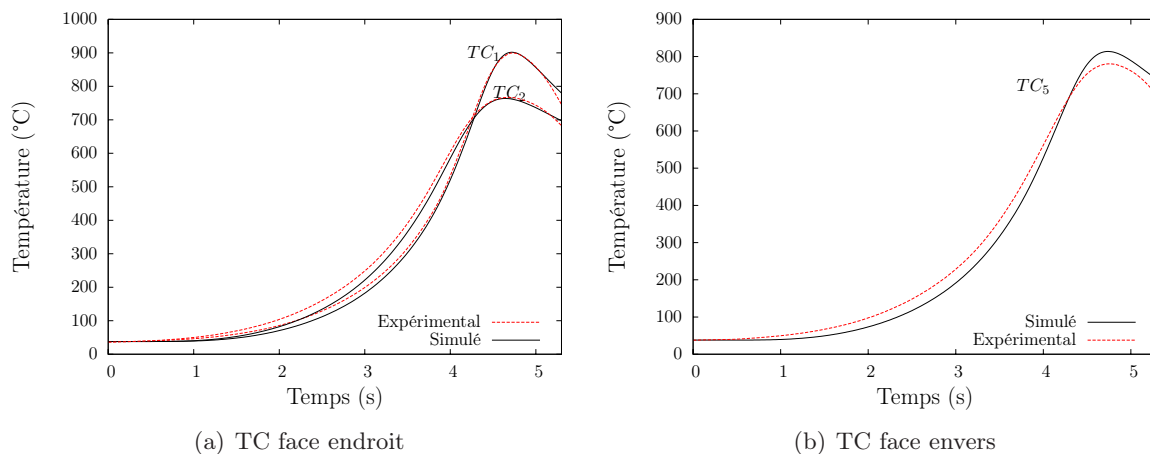 1000
900
800
700
600
500
400
300
200
100
0
0 1 2 3 4 5
Température (°C)
Temps (s)
TC1
TC2
Expérimental
Simulé
(a) TC face endroit
900
800
700
600
500
400
300
200
100
0
0 1 2 3 4 5
Température (°C)
Temps (s)
TC5
Simulé
Expérimental
(b) TC face envers